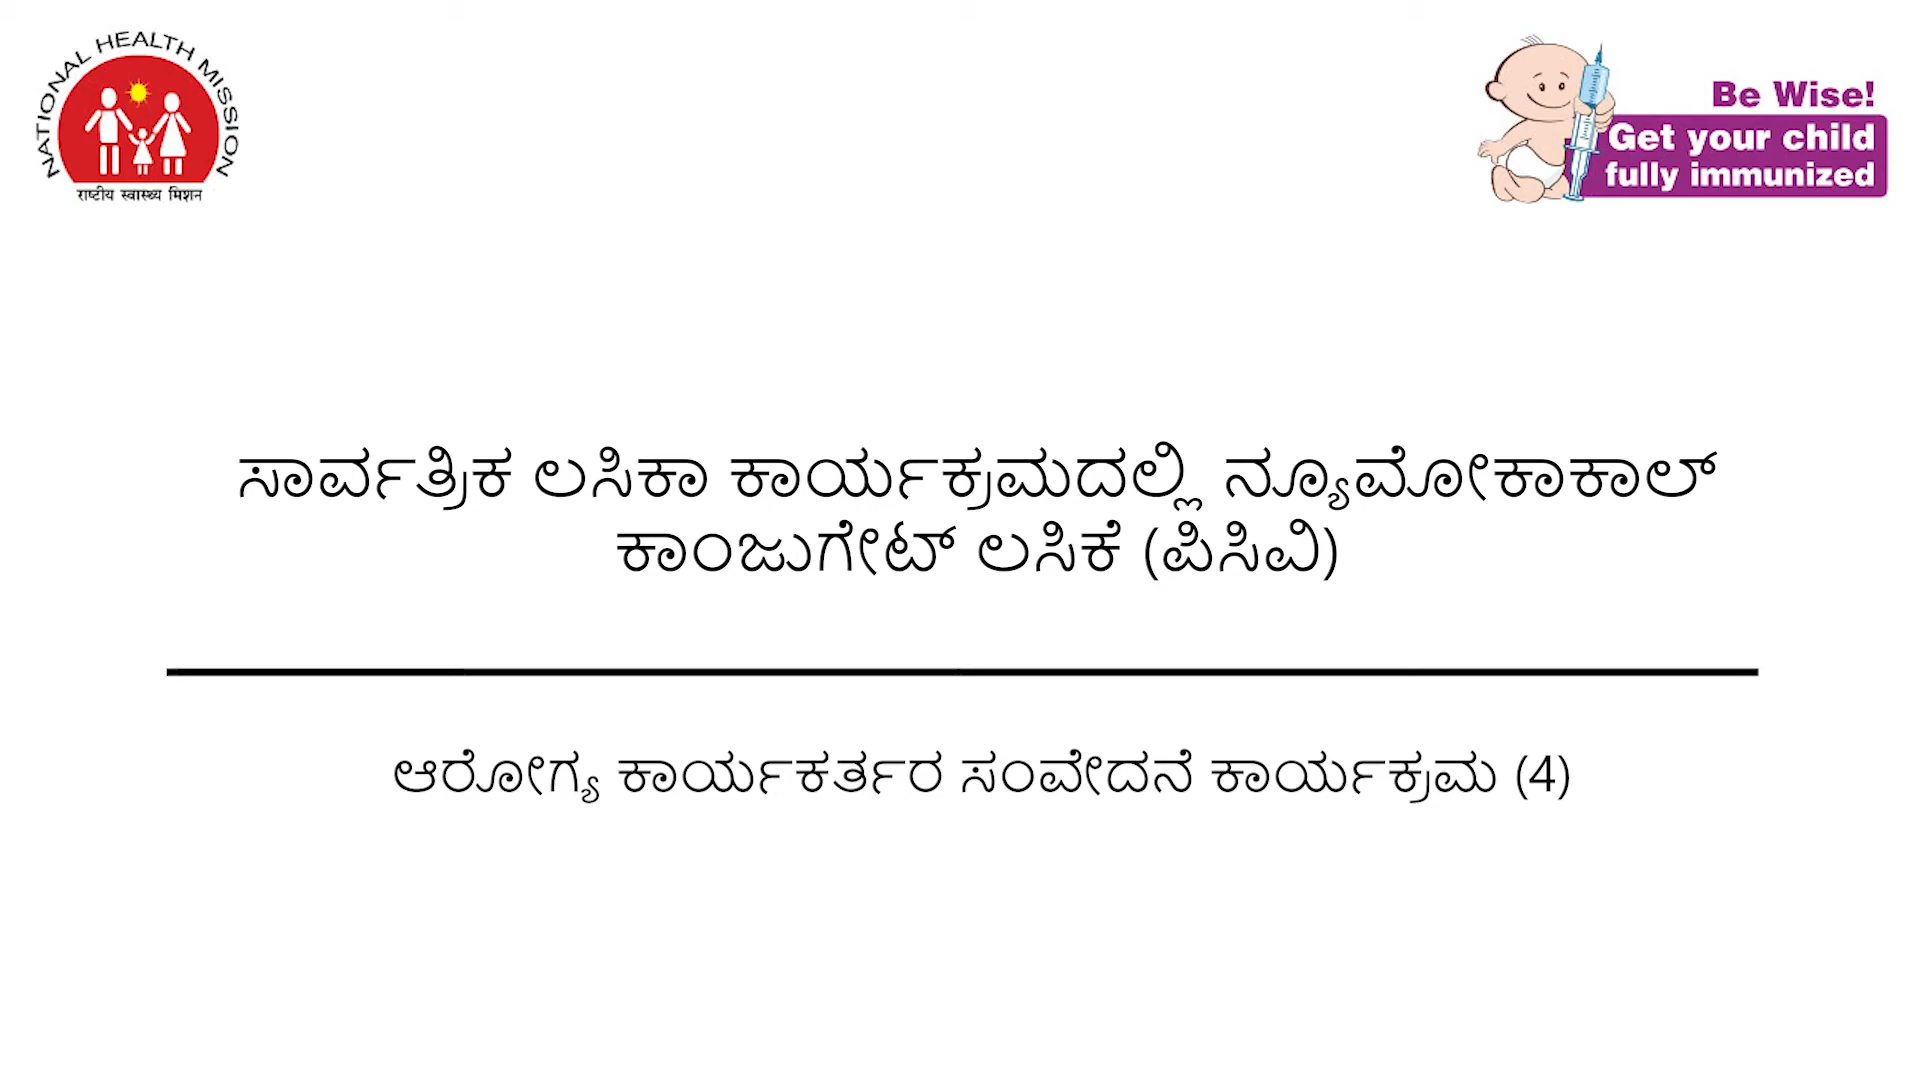 NATIONAL HEALTH MISSION
राष्ट्रीय स्वास्थ्य मिशन
Be Wise!
Get your child
fully immunized
ಸಾರ್ವತ್ರಿಕ ಲಸಿಕಾ ಕಾರ್ಯಕ್ರಮದಲ್ಲಿ ನ್ಯೂಮೋಕಾಕಾಲ್
ಕಾಂಜುಗೇಟ್ ಲಸಿಕೆ (ಪಿಸಿವಿ)
ಆರೋಗ್ಯ ಕಾರ್ಯಕರ್ತರ ಸಂವೇದನೆ ಕಾರ್ಯಕ್ರಮ (4)